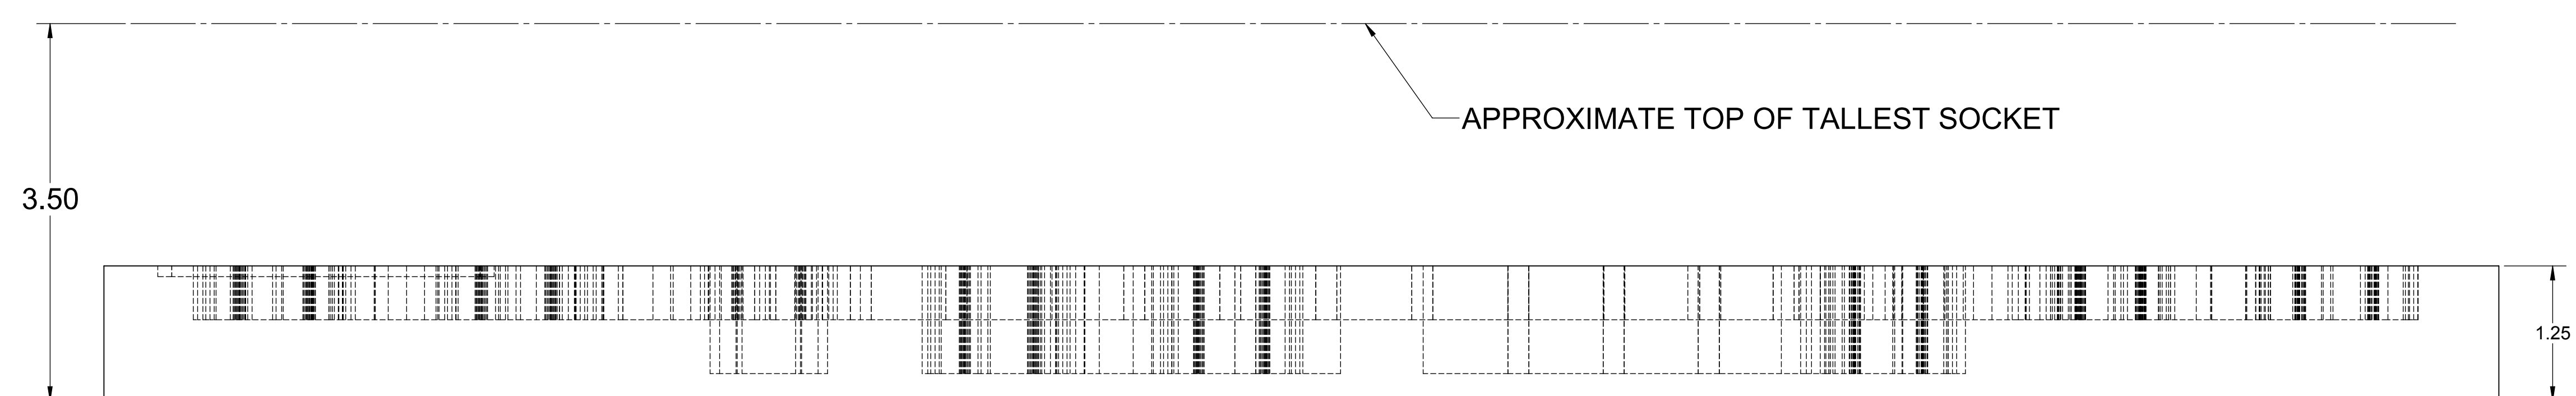 APPROXIMATE TOP OF TALLEST SOCKET
3.50
1.25